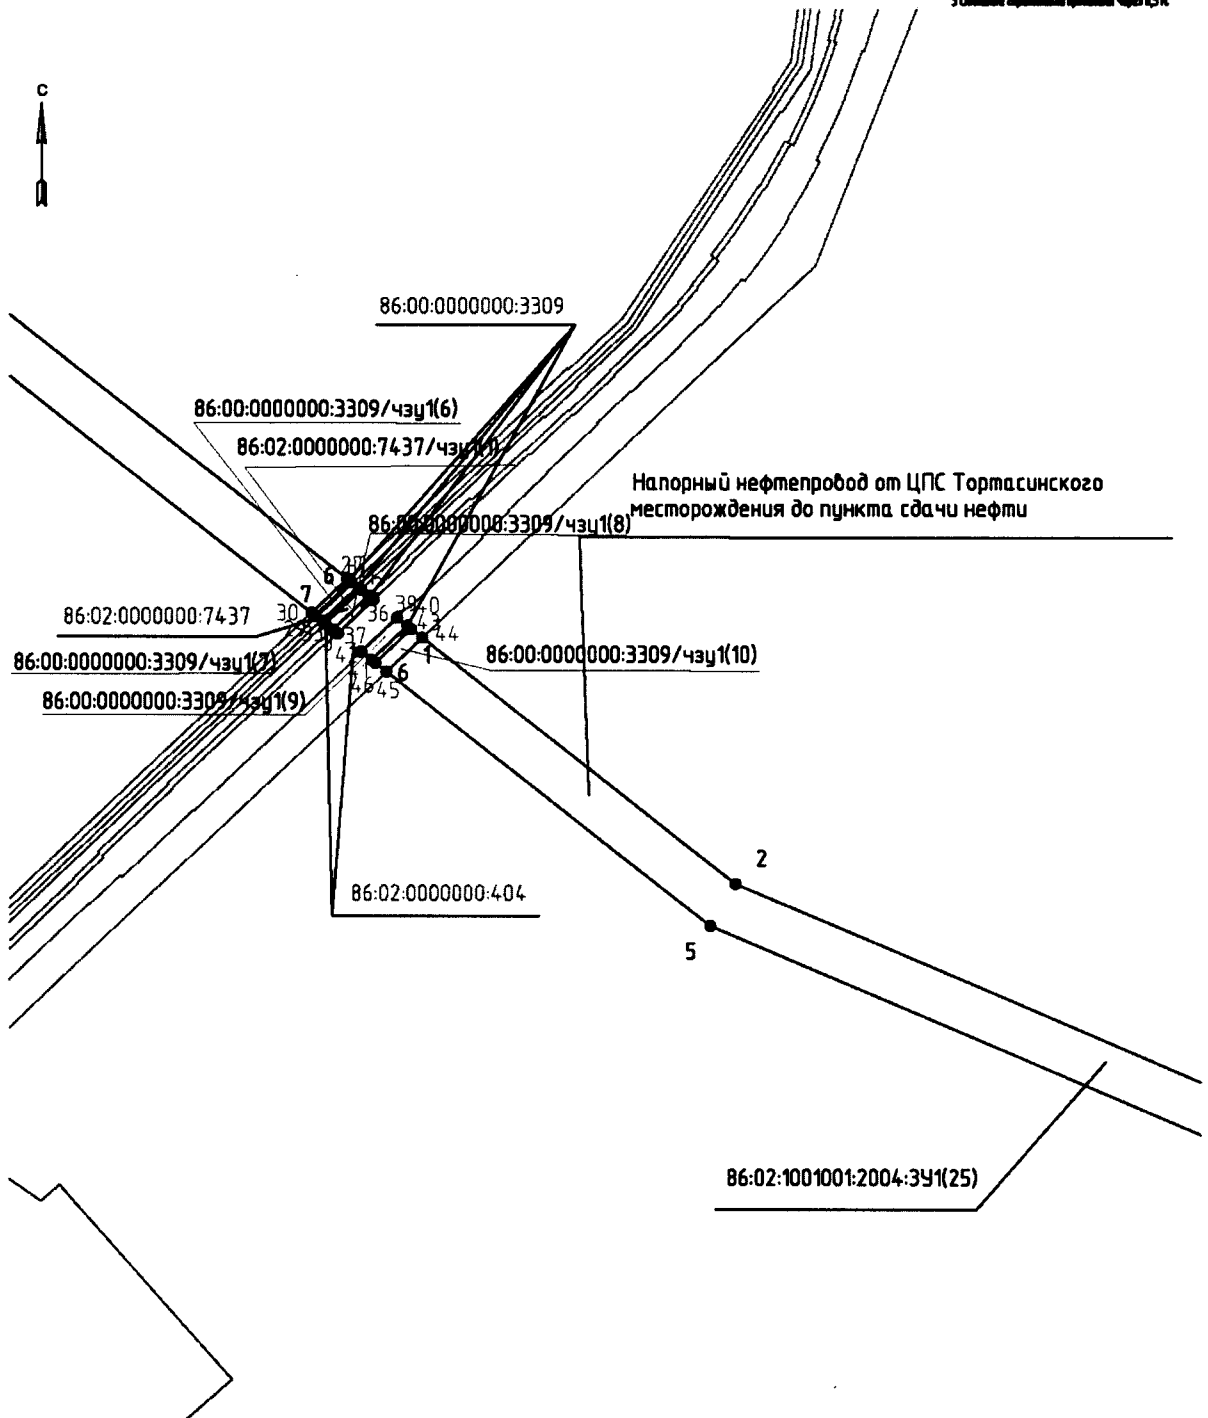 С
86:00:0000000:3309
86:00:0000000:3309/чзу1(6)
86:02:0000000:7437/чзу1(1)
Напорный нефтепровод от ЦПС Тортасинского
месторождения до пункта сдачи нефти
86:00:0000000:3309/чзу1(8)
6
7
30
86:02:0000000:7437
36
39
40
43
37
1
44
86:00:0000000:3309/чзу1(7)
86:00:0000000:3309/чзу1(10)
6
46
45
86:00:0000000:3309/чзу1(9)
2
86:02:0000000:404
5
86:02:1001001:2004:ЗУ1(25)